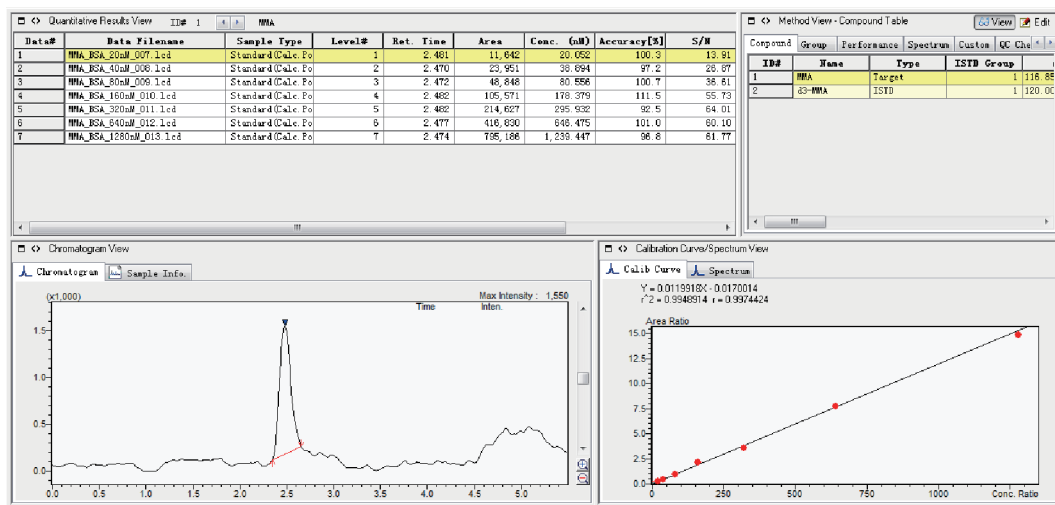 Quantitative Results View ID# 1 MMA
Data# Data Filename Sample Type Level# Ret. Time Area Conc. (nM) Accuracy[%] S/N
1 MMA_BSA_20nM_007.lcd Standard(Calc.Po 1 2.481 11,642 20.052 100.3 13.91
2 MMA_BSA_40nM_008.lcd Standard(Calc.Po 2 2.470 23,951 38.894 97.2 26.87
3 MMA_BSA_80nM_009.lcd Standard(Calc.Po 3 2.472 48,848 80.556 100.7 36.61
4 MMA_BSA_160nM_010.lcd Standard(Calc.Po 4 2.482 105,571 178.379 111.5 55.73
5 MMA_BSA_320nM_011.lcd Standard(Calc.Po 5 2.482 214,627 295.932 92.5 64.01
6 MMA_BSA_640nM_012.lcd Standard(Calc.Po 6 2.477 416,830 646.475 101.0 60.10
7 MMA_BSA_1280nM_013.lcd Standard(Calc.Po 7 2.474 795,186 1,239.447 96.8 61.77
Method View - Compound Table View Edit
Compound Group Performance Spectrum Custom QC Che
ID# Name Type ISTD Group
1 MMA Target 1 116.85
2 d3-MMA ISTD 1 120.00
Chromatogram View
Chromatogram Sample Info.
(x1,000) Max Intensity : 1,550
Time Inten.
1.5
1.0
0.5
0.0
0.0 0.5 1.0 1.5 2.0 2.5 3.0 3.5 4.0 4.5 5.0
Calibration Curve/Spectrum View
Calib Curve Spectrum
Y = 0.0119918X - 0.0170014
r^2 = 0.9948914 r = 0.9974424
Area Ratio
15.0
12.5
10.0
7.5
5.0
2.5
0.0
0 250 500 750 1000 Conc. Ratio